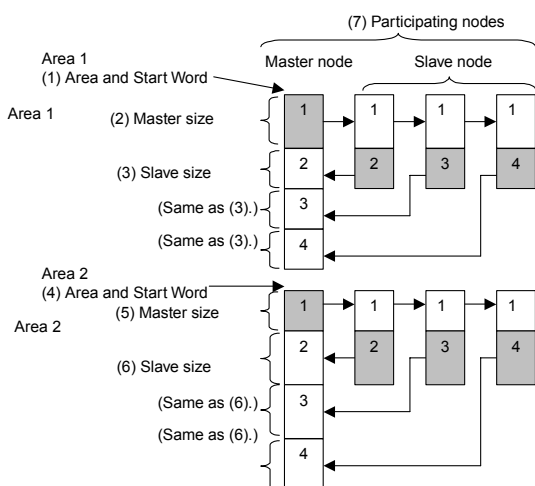 (7) Participating nodes
Area 1
(1) Area and Start Word
Master node
Slave node
Area 1
(2) Master size
1 1 1 1
(3) Slave size
2 2 3 4
(Same as (3).)
3
(Same as (3).)
4
Area 2
(4) Area and Start Word
(5) Master size
1 1 1 1
Area 2
(6) Slave size
2 2 3 4
(Same as (6).)
3
(Same as (6).)
4